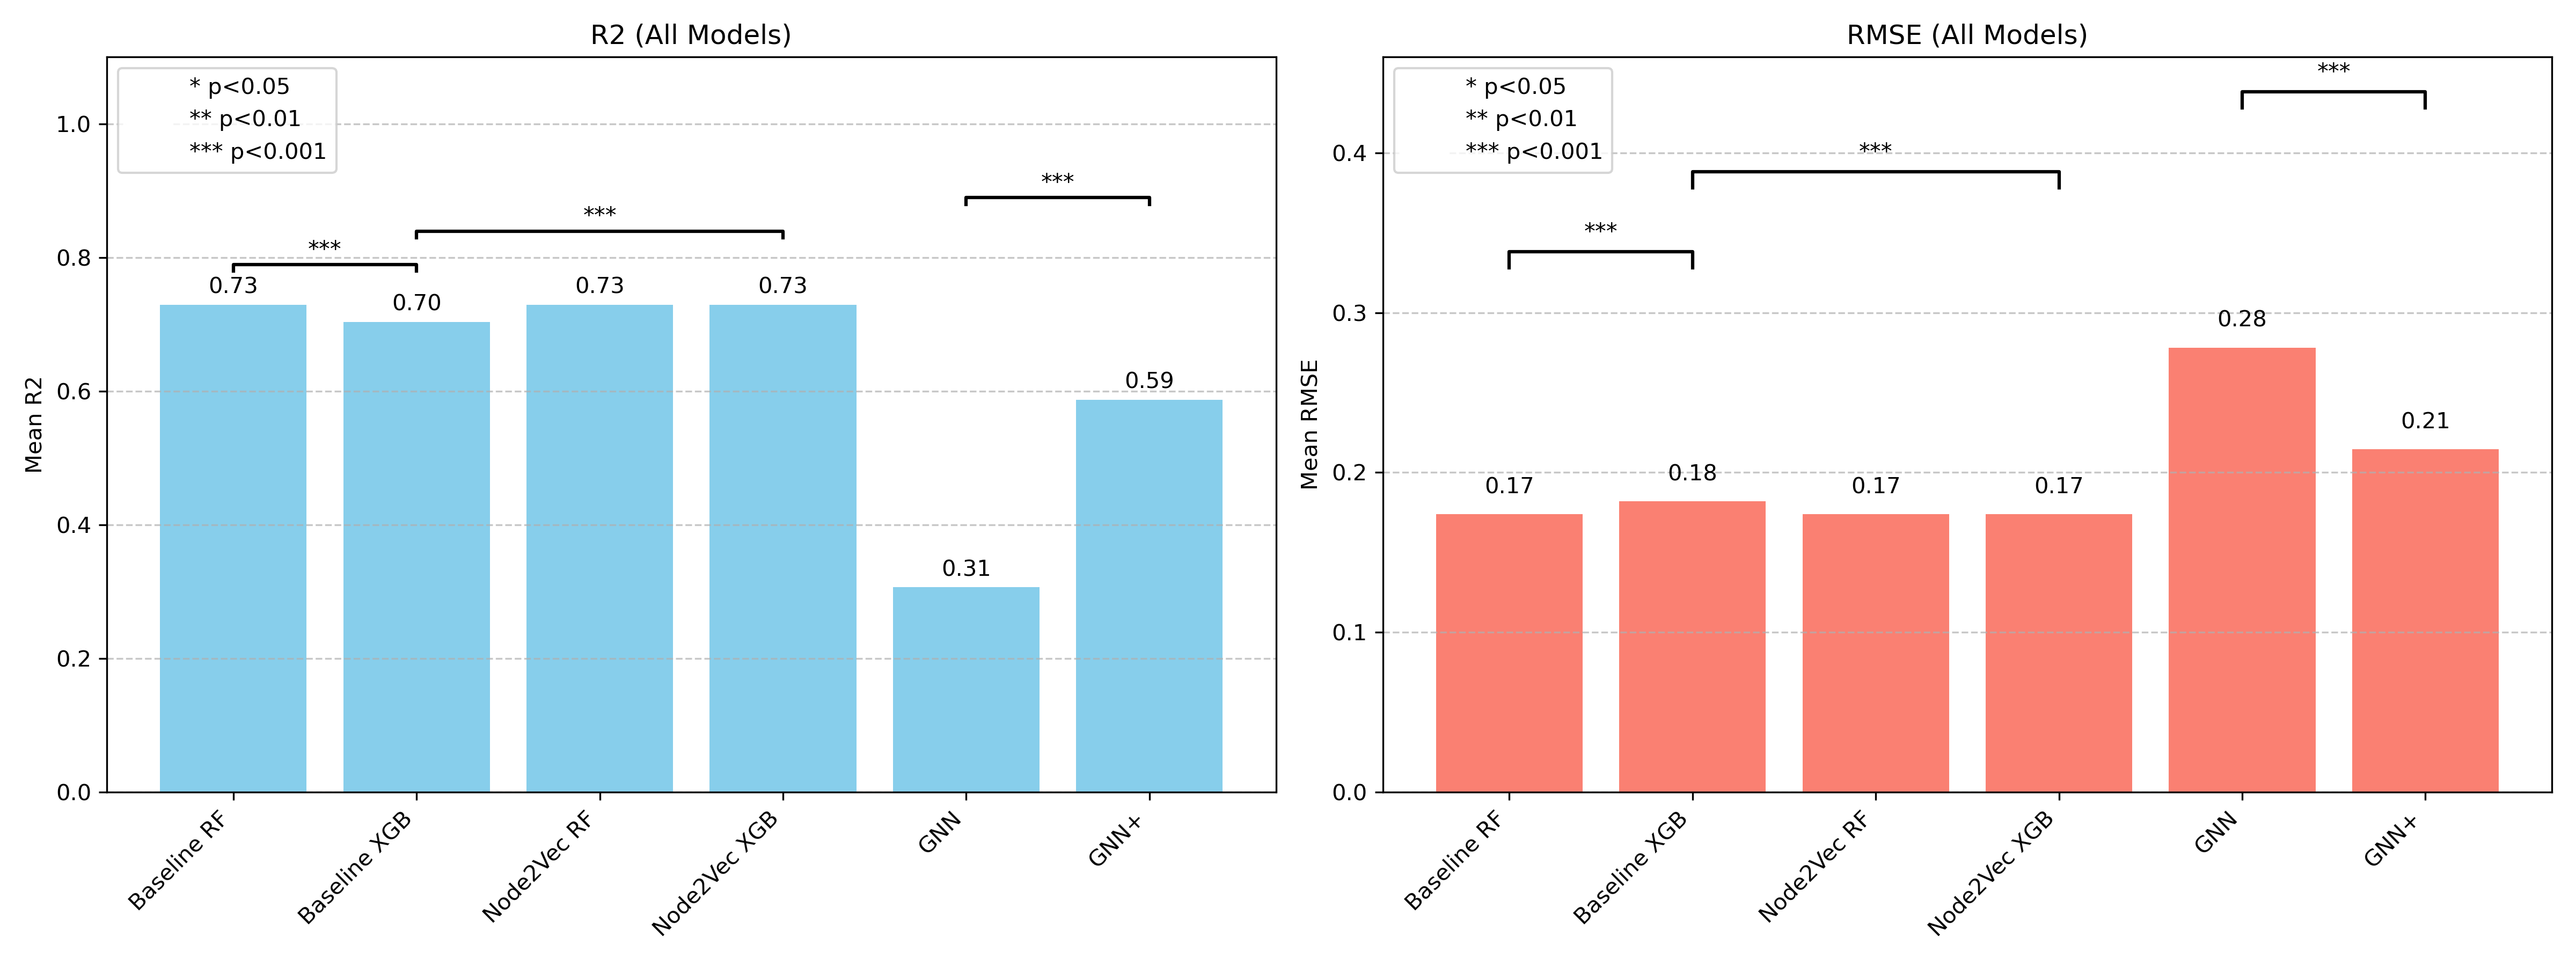 R2 (All Models)
* p<0.05
** p<0.01
*** p<0.001
Mean R2
1.0
0.8
0.6
0.4
0.2
0.0
***
***
***
0.73
0.70
0.73
0.73
0.31
0.59
Baseline RF
Baseline XGB
Node2Vec RF
Node2Vec XGB
GNN
GNN+
RMSE (All Models)
* p<0.05
** p<0.01
*** p<0.001
Mean RMSE
0.4
0.3
0.2
0.1
0.0
***
***
***
0.17
0.18
0.17
0.17
0.28
0.21
Baseline RF
Baseline XGB
Node2Vec RF
Node2Vec XGB
GNN
GNN+